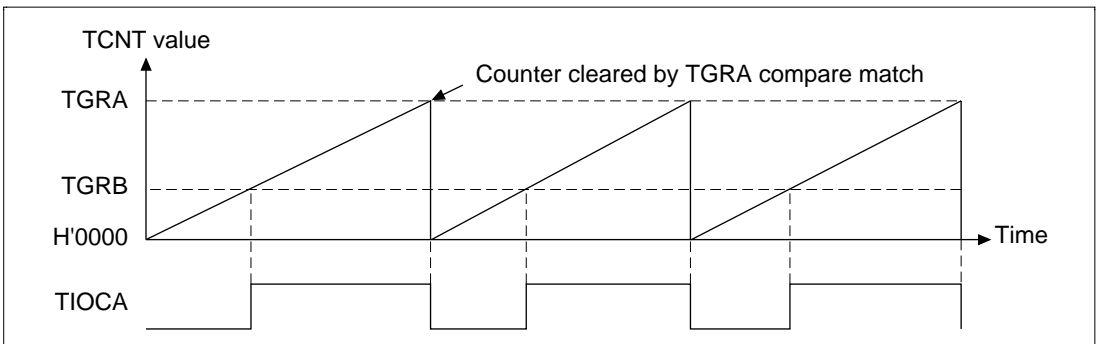 TCNT value
Counter cleared by TGRA compare match
TGRA
TGRB
H'0000
Time
TIOCA